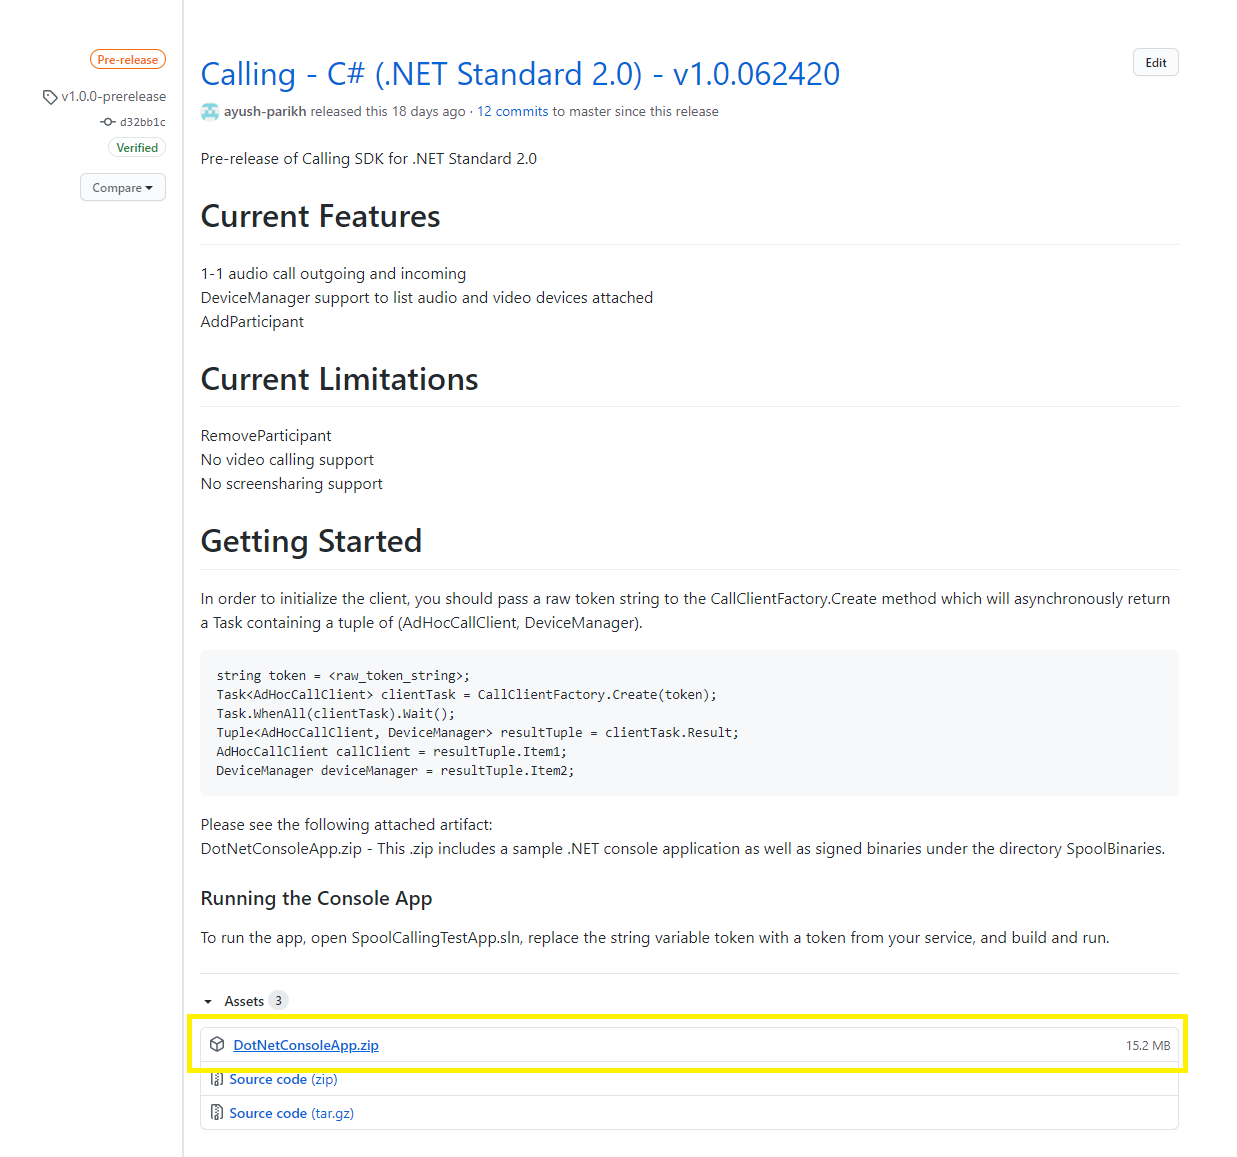 Pre-release
v1.0.0-prerelease
d32bb1c
Verified
Compare
Calling - C# (.NET Standard 2.0) - v1.0.062420
Edit
ayush-parikh released this 18 days ago · 12 commits to master since this release
Pre-release of Calling SDK for .NET Standard 2.0
Current Features
1-1 audio call outgoing and incoming
DeviceManager support to list audio and video devices attached
AddParticipant
Current Limitations
RemoveParticipant
No video calling support
No screensharing support
Getting Started
In order to initialize the client, you should pass a raw token string to the CallClientFactory.Create method which will asynchronously return
a Task containing a tuple of (AdHocCallClient, DeviceManager).
string token = <raw_token_string>;
Task<AdHocCallClient> clientTask = CallClientFactory.Create(token);
Task.WhenAll(clientTask).Wait();
Tuple<AdHocCallClient, DeviceManager> resultTuple = clientTask.Result;
AdHocCallClient callClient = resultTuple.Item1;
DeviceManager deviceManager = resultTuple.Item2;
Please see the following attached artifact:
DotNetConsoleApp.zip - This .zip includes a sample .NET console application as well as signed binaries under the directory SpoolBinaries.
Running the Console App
To run the app, open SpoolCallingTestApp.sln, replace the string variable token with a token from your service, and build and run.
Assets 3
DotNetConsoleApp.zip 15.2 MB
Source code (zip)
Source code (tar.gz)